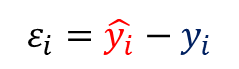 εᵢ = ŷᵢ − yᵢ